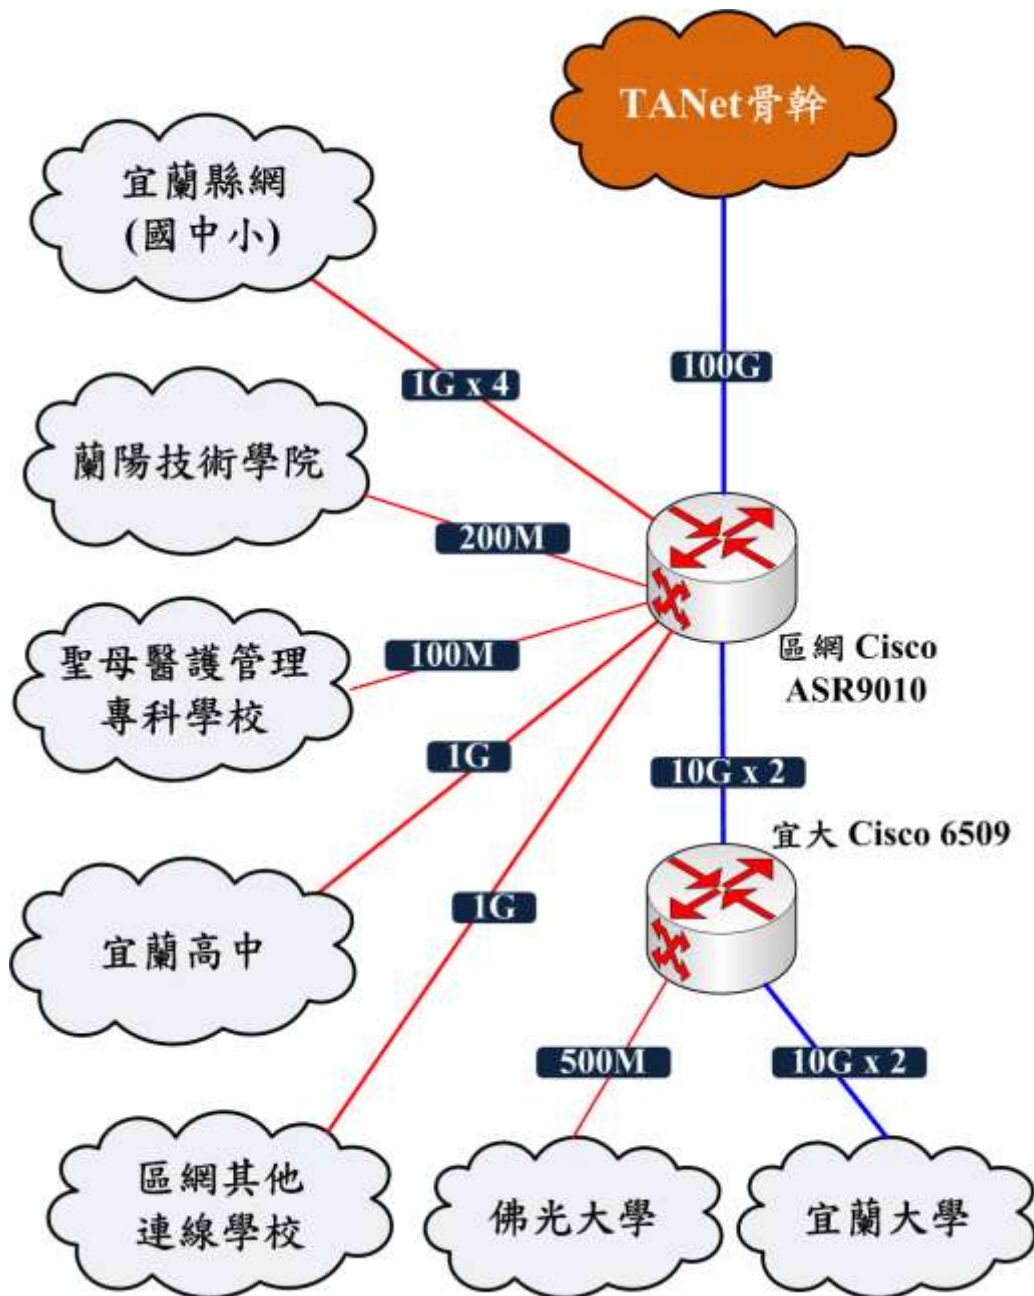 TANet骨幹
宜蘭縣網
(國中小)
100G
1G x 4
蘭陽技術學院
200M
聖母醫護管理
專科學校
100M
區網 Cisco
ASR9010
1G
10G x 2
宜大 Cisco 6509
1G
宜蘭高中
500M
10G x 2
區網其他
連線學校
佛光大學
宜蘭大學